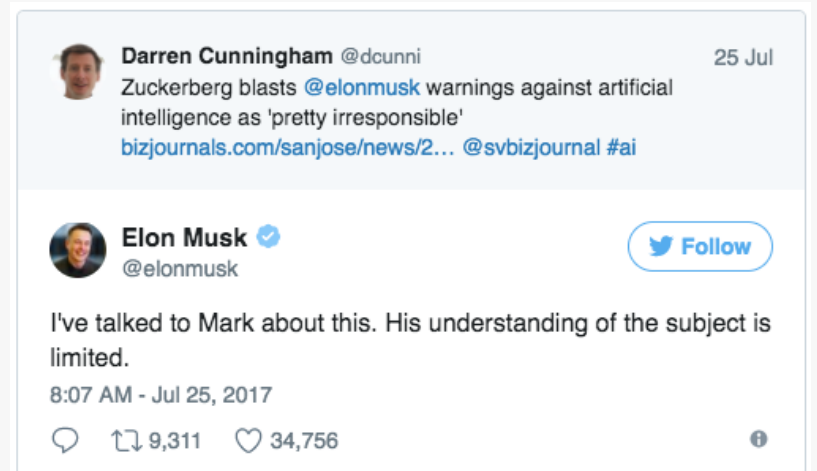 Darren Cunningham @dcunni 25 Jul
Zuckerberg blasts @elonmusk warnings against artificial
intelligence as 'pretty irresponsible'
bizjournals.com/sanjose/news/2… @svbizjournal #ai
Elon Musk
@elonmusk
Follow
I've talked to Mark about this. His understanding of the subject is
limited.
8:07 AM - Jul 25, 2017
9,311 34,756